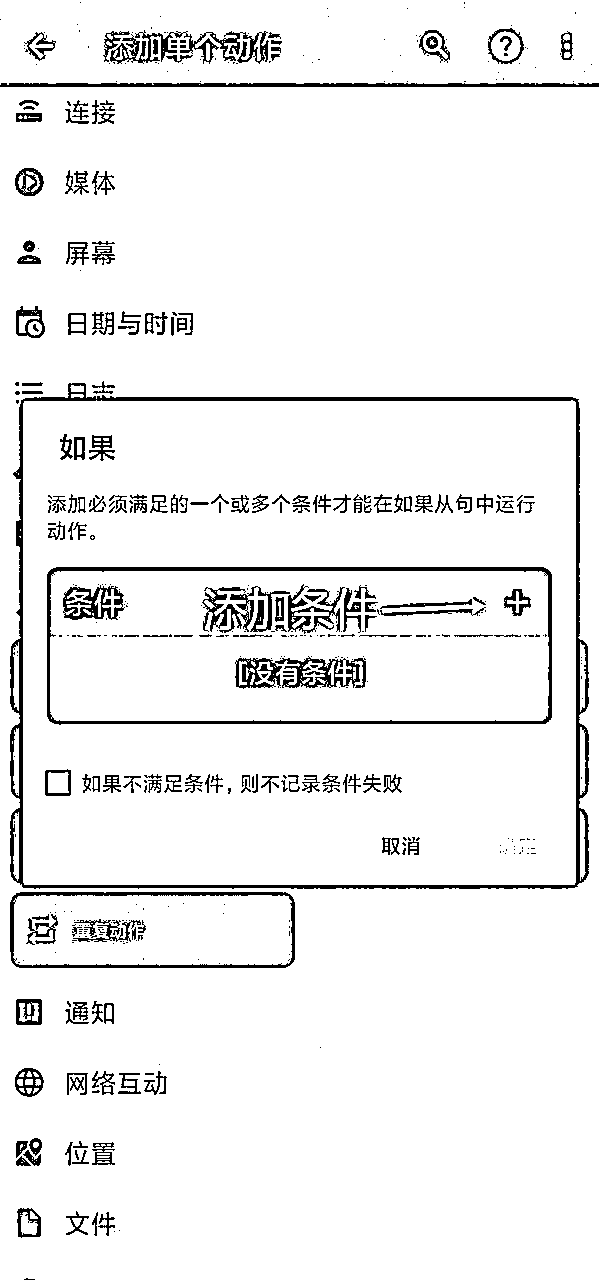 添加单个动作
连接
媒体
屏幕
日期与时间
日志
如果
添加必须满足的一个或多个条件才能在如果从句中运行
动作。
条件
添加条件
[没有条件]
如果不满足条件，则不记录条件失败
取消
重复动作
通知
网络互动
位置
文件